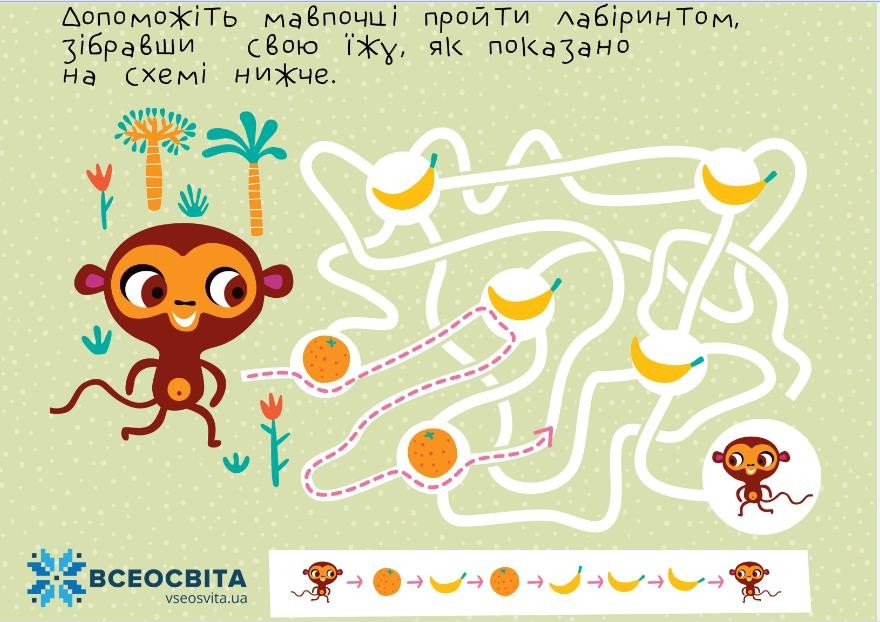 Допоможіть мавпочці пройти лабіринтом,
зібравши свою їжу, як показано
на схемі нижче.
ВСЕОСВІТА
vseosvita.ua